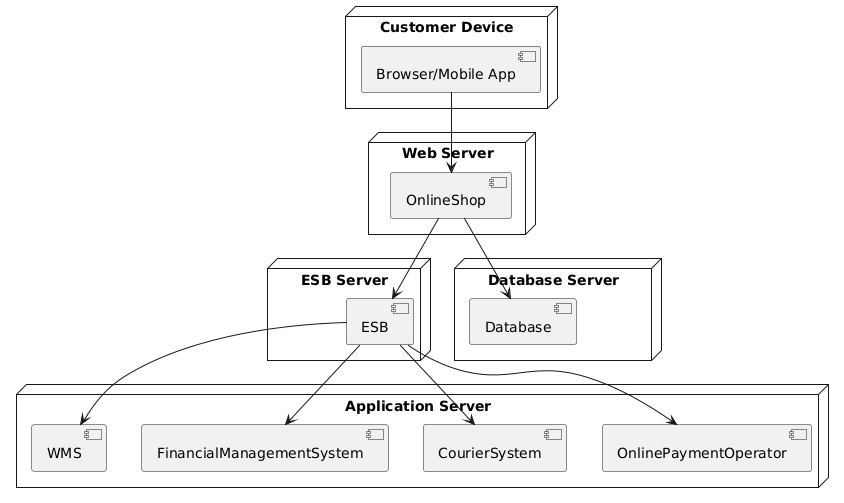 Customer Device
Browser/Mobile App
Web Server
OnlineShop
ESB Server
Database Server
ESB
Database
Application Server
WMS
FinancialManagementSystem
CourierSystem
OnlinePaymentOperator